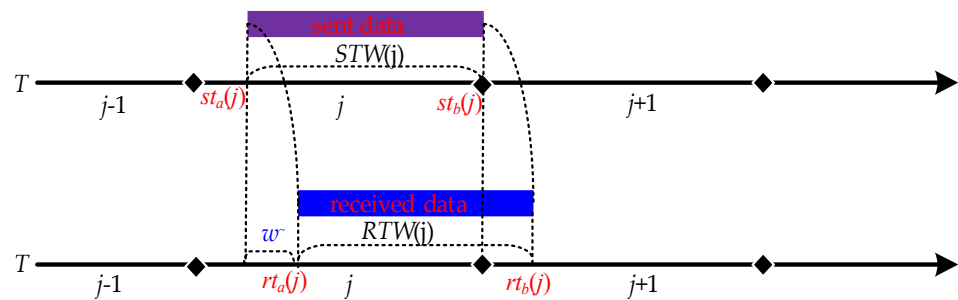 sent data
STW(j)
T
j-1 st_a(j) j st_b(j) j+1
received data
w~ RTW(j)
T
j-1 rt_a(j) j rt_b(j) j+1